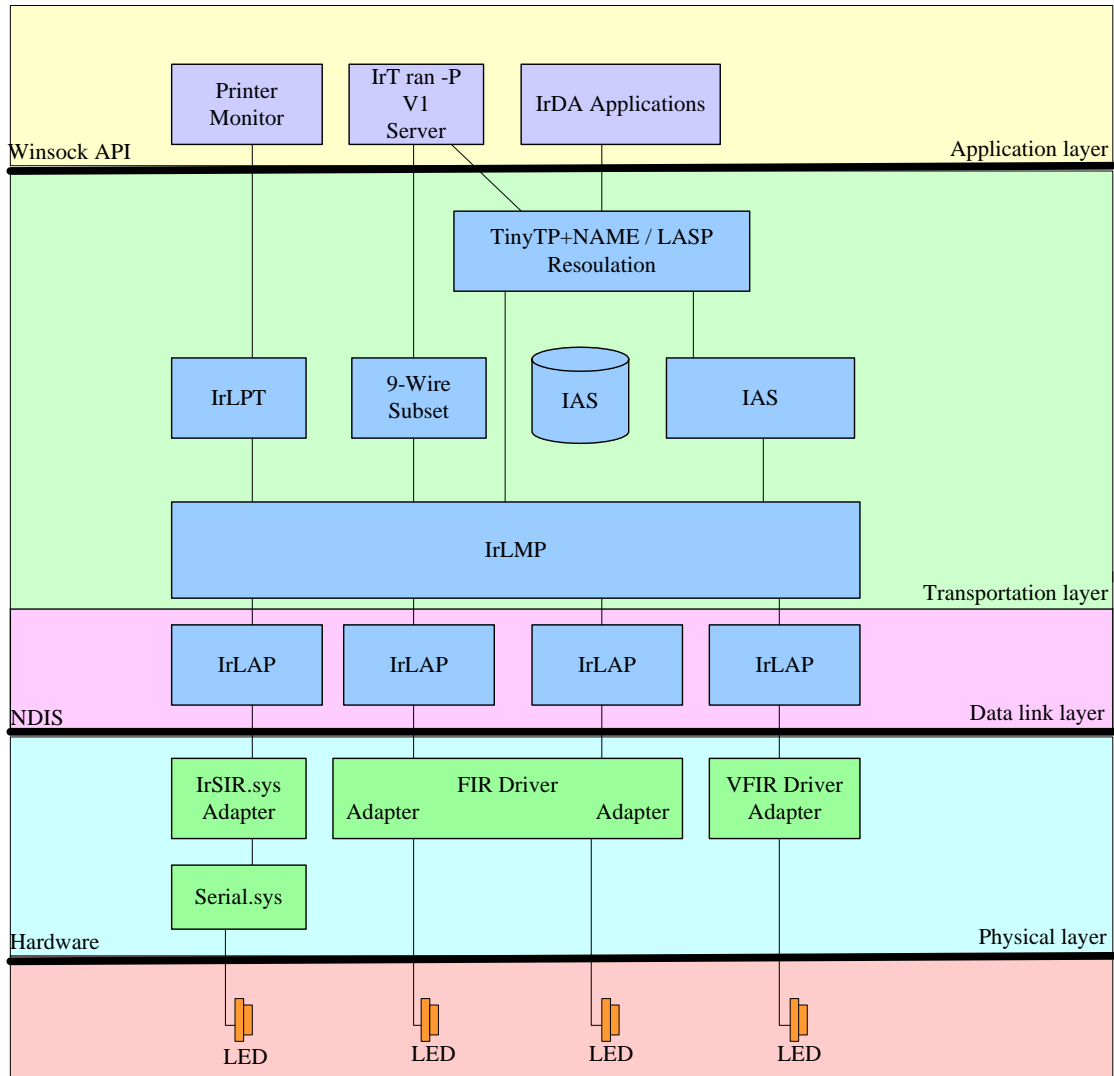 Printer
Monitor
IrT ran -P
V1
Server
IrDA Applications
Winsock API
Application layer
TinyTP+NAME / LASP
Resoulation
IrLPT
9-Wire
Subset
IAS
IAS
IrLMP
Transportation layer
IrLAP
IrLAP
IrLAP
IrLAP
NDIS
Data link layer
IrSIR.sys
Adapter
FIR Driver
Adapter
Adapter
VFIR Driver
Adapter
Serial.sys
Hardware
Physical layer
LED
LED
LED
LED